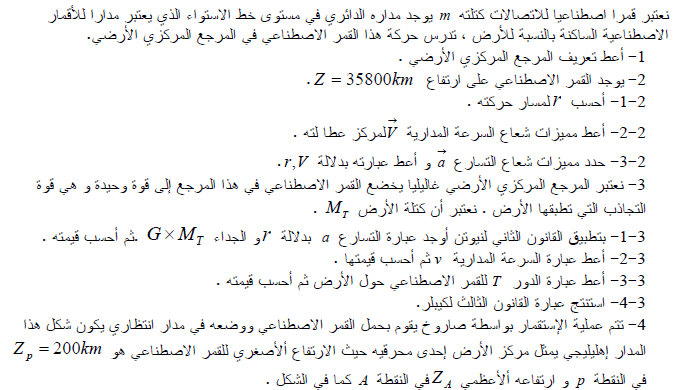 نعتبر قمرا اصطناعيا للاتصالات كتلته m يوجد مداره الدائري في مستوى خط الاستواء الذي يعتبر مدارا للأقمار
الاصطناعية الساكنة بالنسبة للأرض ، تدرس حركة هذا القمر الاصطناعي في المرجع المركزي الأرضي.
1- أعط تعريف المرجع المركزي الأرضي .
2- يوجد القمر الاصطناعي على ارتفاع Z = 35800km .
2-1- أحسب r لمسار حركته .
2-2- أعط مميزات شعاع السرعة المدارية \vec{V} لمركز عطا لته .
2-3- حدد مميزات شعاع التسارع \vec{a} و أعط عبارته بدلالة r,V .
3- نعتبر المرجع المركزي الأرضي غاليليا يخضع القمر الاصطناعي في هذا المرجع إلى قوة وحيدة و هي قوة
التجاذب التي تطبقها الأرض . نعتبر أن كتلة الأرض M_T .
3-1- بتطبيق القانون الثاني لنيوتن أوجد عبارة التسارع a بدلالة r و الجداء G×M_T . ثم أحسب قيمته .
3-2- أعط عبارة السرعة المدارية v ثم أحسب قيمتها .
3-3- أعط عبارة الدور T للقمر الاصطناعي حول الأرض ثم أحسب قيمته .
3-4- استنتج عبارة القانون الثالث لكيبلر.
4- تتم عملية الإستقمار بواسطة صاروخ يقوم بحمل القمر الاصطناعي ووضعه في مدار انتظاري يكون شكل هذا
المدار إهليليجي يمثل مركز الأرض إحدى محرقيه حيث الارتفاع الأصغري للقمر الاصطناعي هو Z_p = 200km
في النقطة p و ارتفاعه ألأعظمي Z_A في النقطة A كما في الشكل .